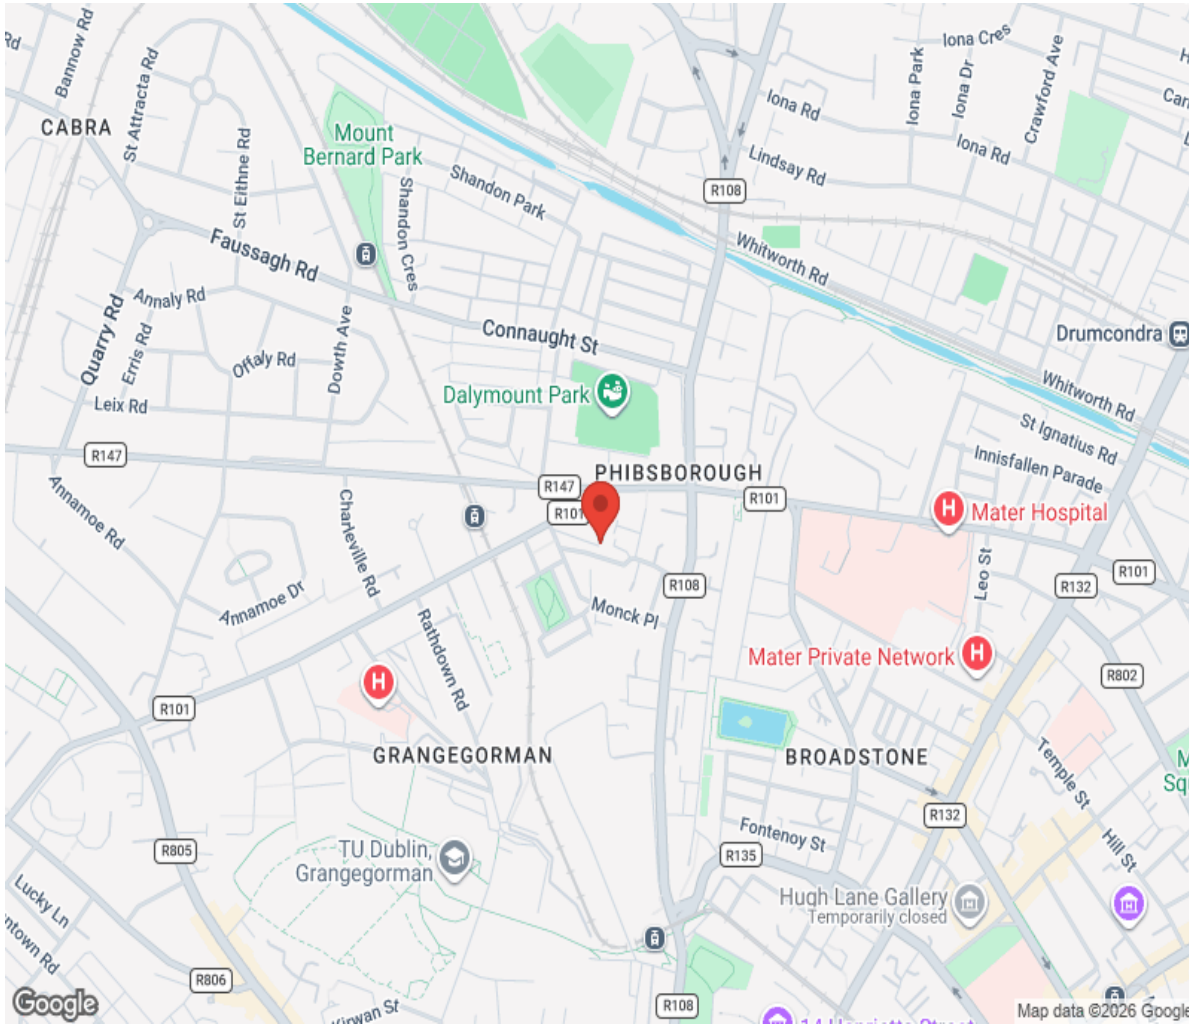 Iona Cres
Bannow Rd
Rd
St Attracta Rd
Iona Park
Iona Dr
Crawford Ave
Iona Rd
CABRA
Mount
Bernard Park
St Eithne Rd
Lindsay Rd
Iona Rd
Shandon Park
Shandon Cres
R108
Faussagh Rd
Whitworth Rd
Annaly Rd
Quarry Rd
Erris Rd
Offaly Rd
Dowth Ave
Connaught St
Drumcondra
Dalymount Park
Leix Rd
Whitworth Rd
St Ignatius Rd
Innisfallen Parade
R147
PHIBSBOROUGH
R147
R101
R101
Annamoe Rd
Charleville Rd
H
Mater Hospital
Leo St
R101
R132
R108
Annamoe Dr
Monck Pl
Rathdown Rd
Mater Private Network
H
R802
H
R101
GRANGEGORMAN
BROADSTONE
Temple St
M
Sq
R132
Fontenoy St
Hill St
R805
TU Dublin,
Grangegorman
R135
Lucky Ln
Hugh Lane Gallery
Temporarily closed
ntown Rd
R806
R108
Kirwan St
14 Henrietta Street
Google
Map data ©2026 Google